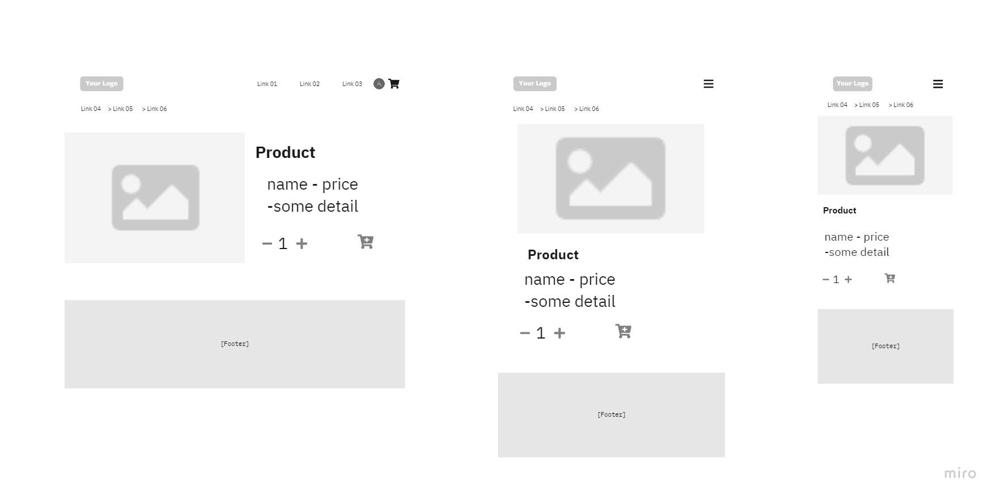 Your Logo
Link 01 Link 02 Link 03
Link 04 > Link 05 > Link 06
Product
name - price
-some detail
1
[Footer]
Your Logo
Link 04 > Link 05 > Link 06
Product
name - price
-some detail
1
[Footer]
Your Logo
Link 04 > Link 05 > Link 06
Product
name - price
-some detail
1
[Footer]
miro